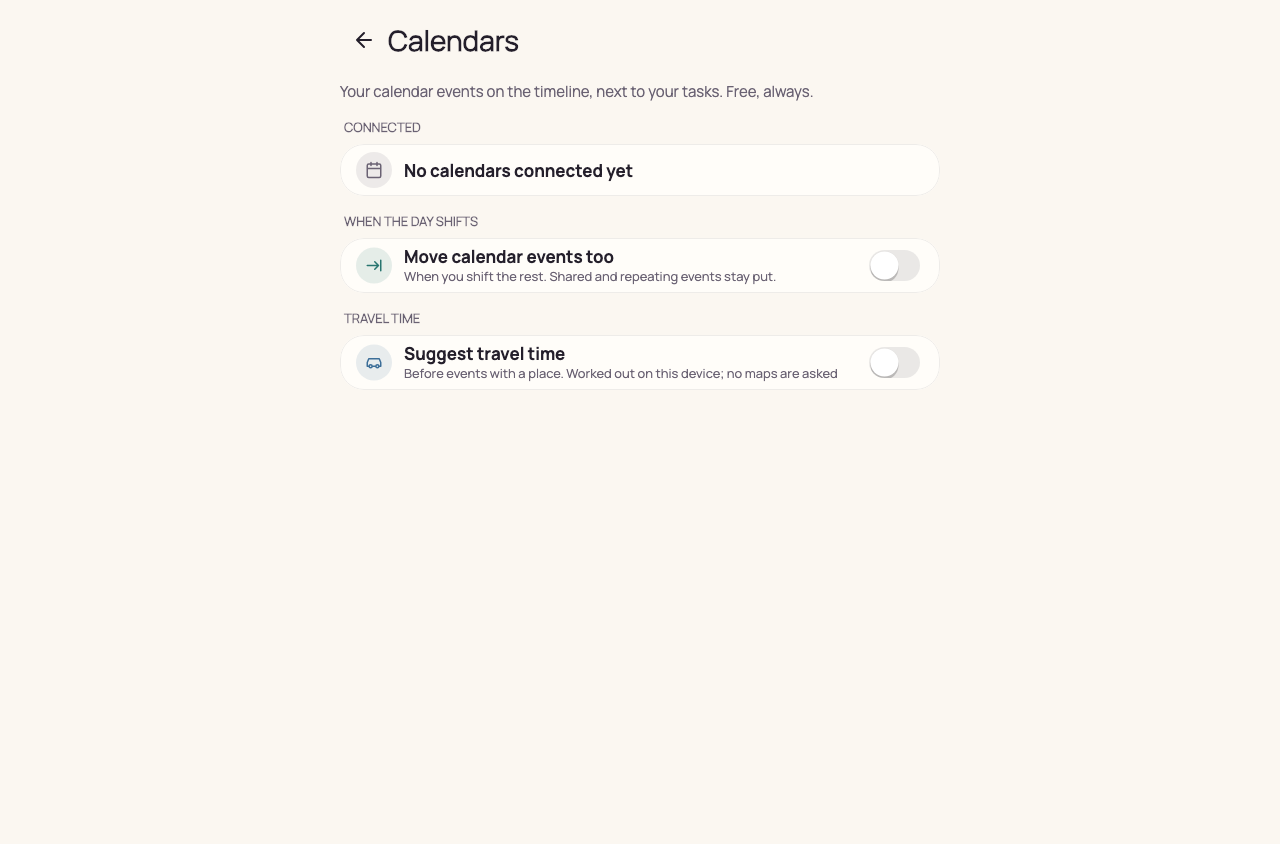 Calendars
Your calendar events on the timeline, next to your tasks. Free, always.
CONNECTED
No calendars connected yet
WHEN THE DAY SHIFTS
Move calendar events too
When you shift the rest. Shared and repeating events stay put.
TRAVEL TIME
Suggest travel time
Before events with a place. Worked out on this device; no maps are asked